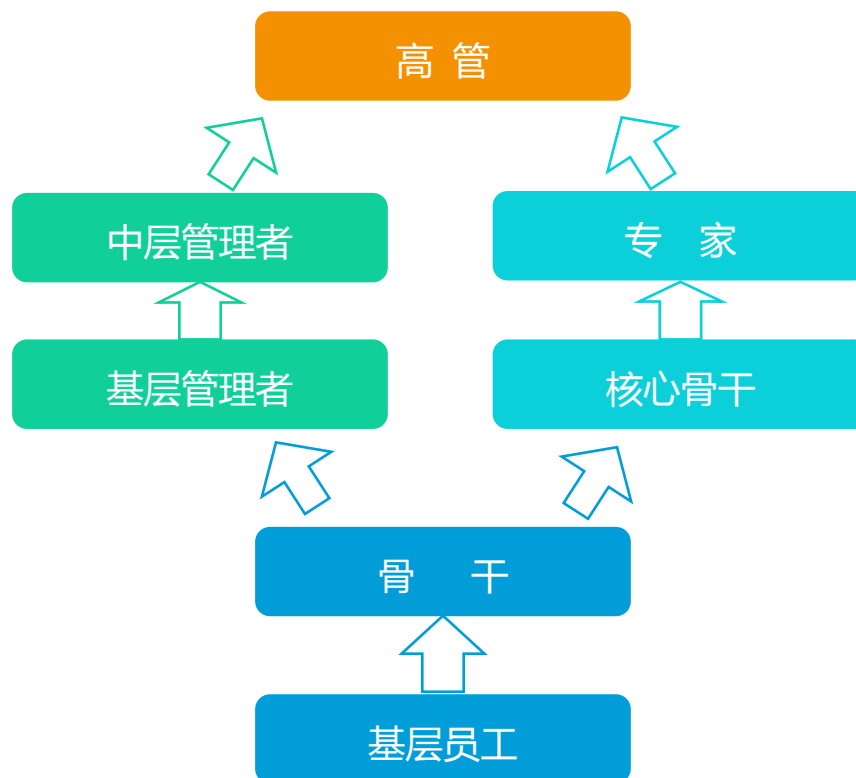 高 管
中层管理者
专 家
基层管理者
核心骨干
骨 干
基层员工